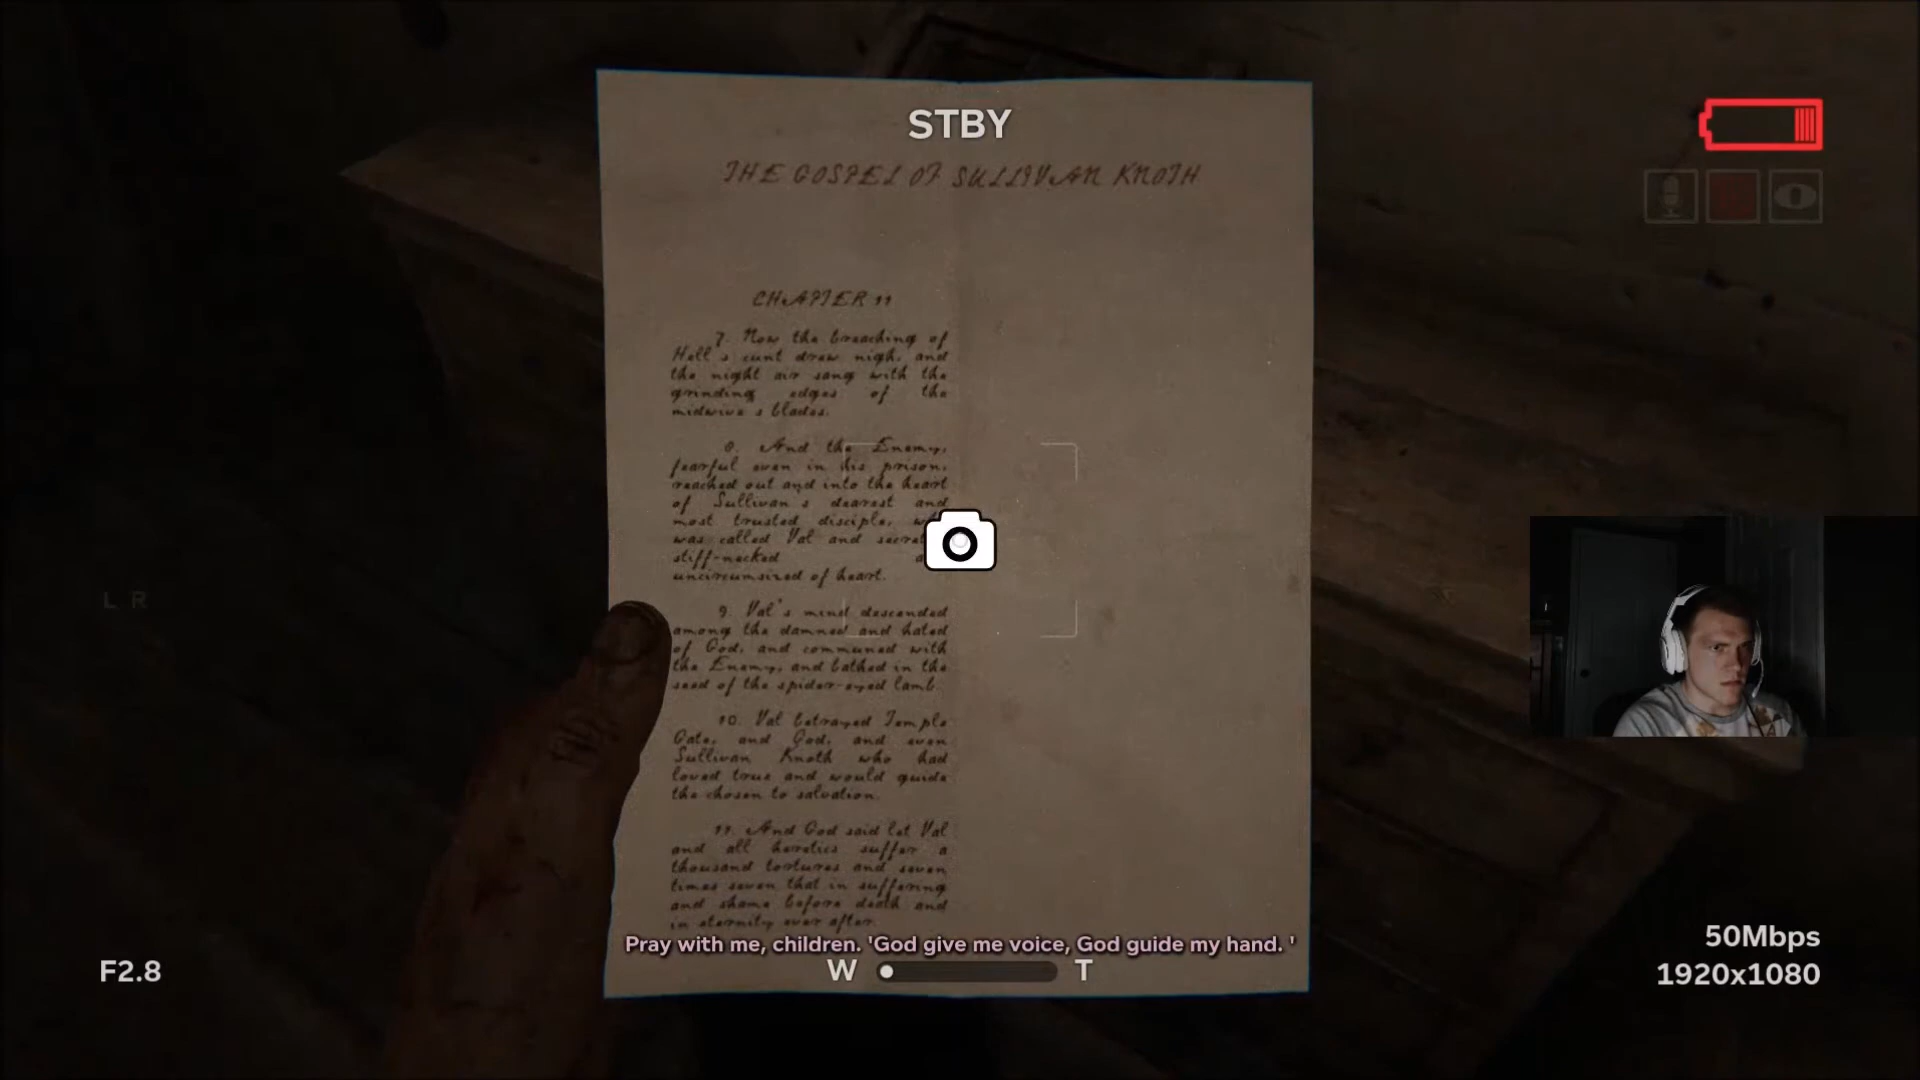 STBY
THE GOSPEL OF SULLIVAN KNOTH
CHAPTER 11
7. Now the breaching of
Hell s cunt drew nigh, and
the night air sang with the
grinding edges of the
midwive s blades.
8. And the Enemy,
fearful even in his prison,
reached out and into the heart
of Sullivan s dearest and
most trusted disciple,
was called Val and
stiff-necked
uncircumsized of heart.
9. Val's mind descended
among the damned and hated
of God, and communed with
the Enemy, and bathed in the
seed of the spider-eyed lamb.
10. Val betrayed Temple
Gate, and God, and even
Sullivan Knoth who had
loved true and would guide
the chosen to salvation.
11. And God said let Val
and all heretics suffer a
thousand tortures and seven
times seven that in suffering
and shame before death and
in eternity ever after.
Pray with me, children. 'God give me voice, God guide my hand. '
W T
L R
F2.8
50Mbps
1920x1080